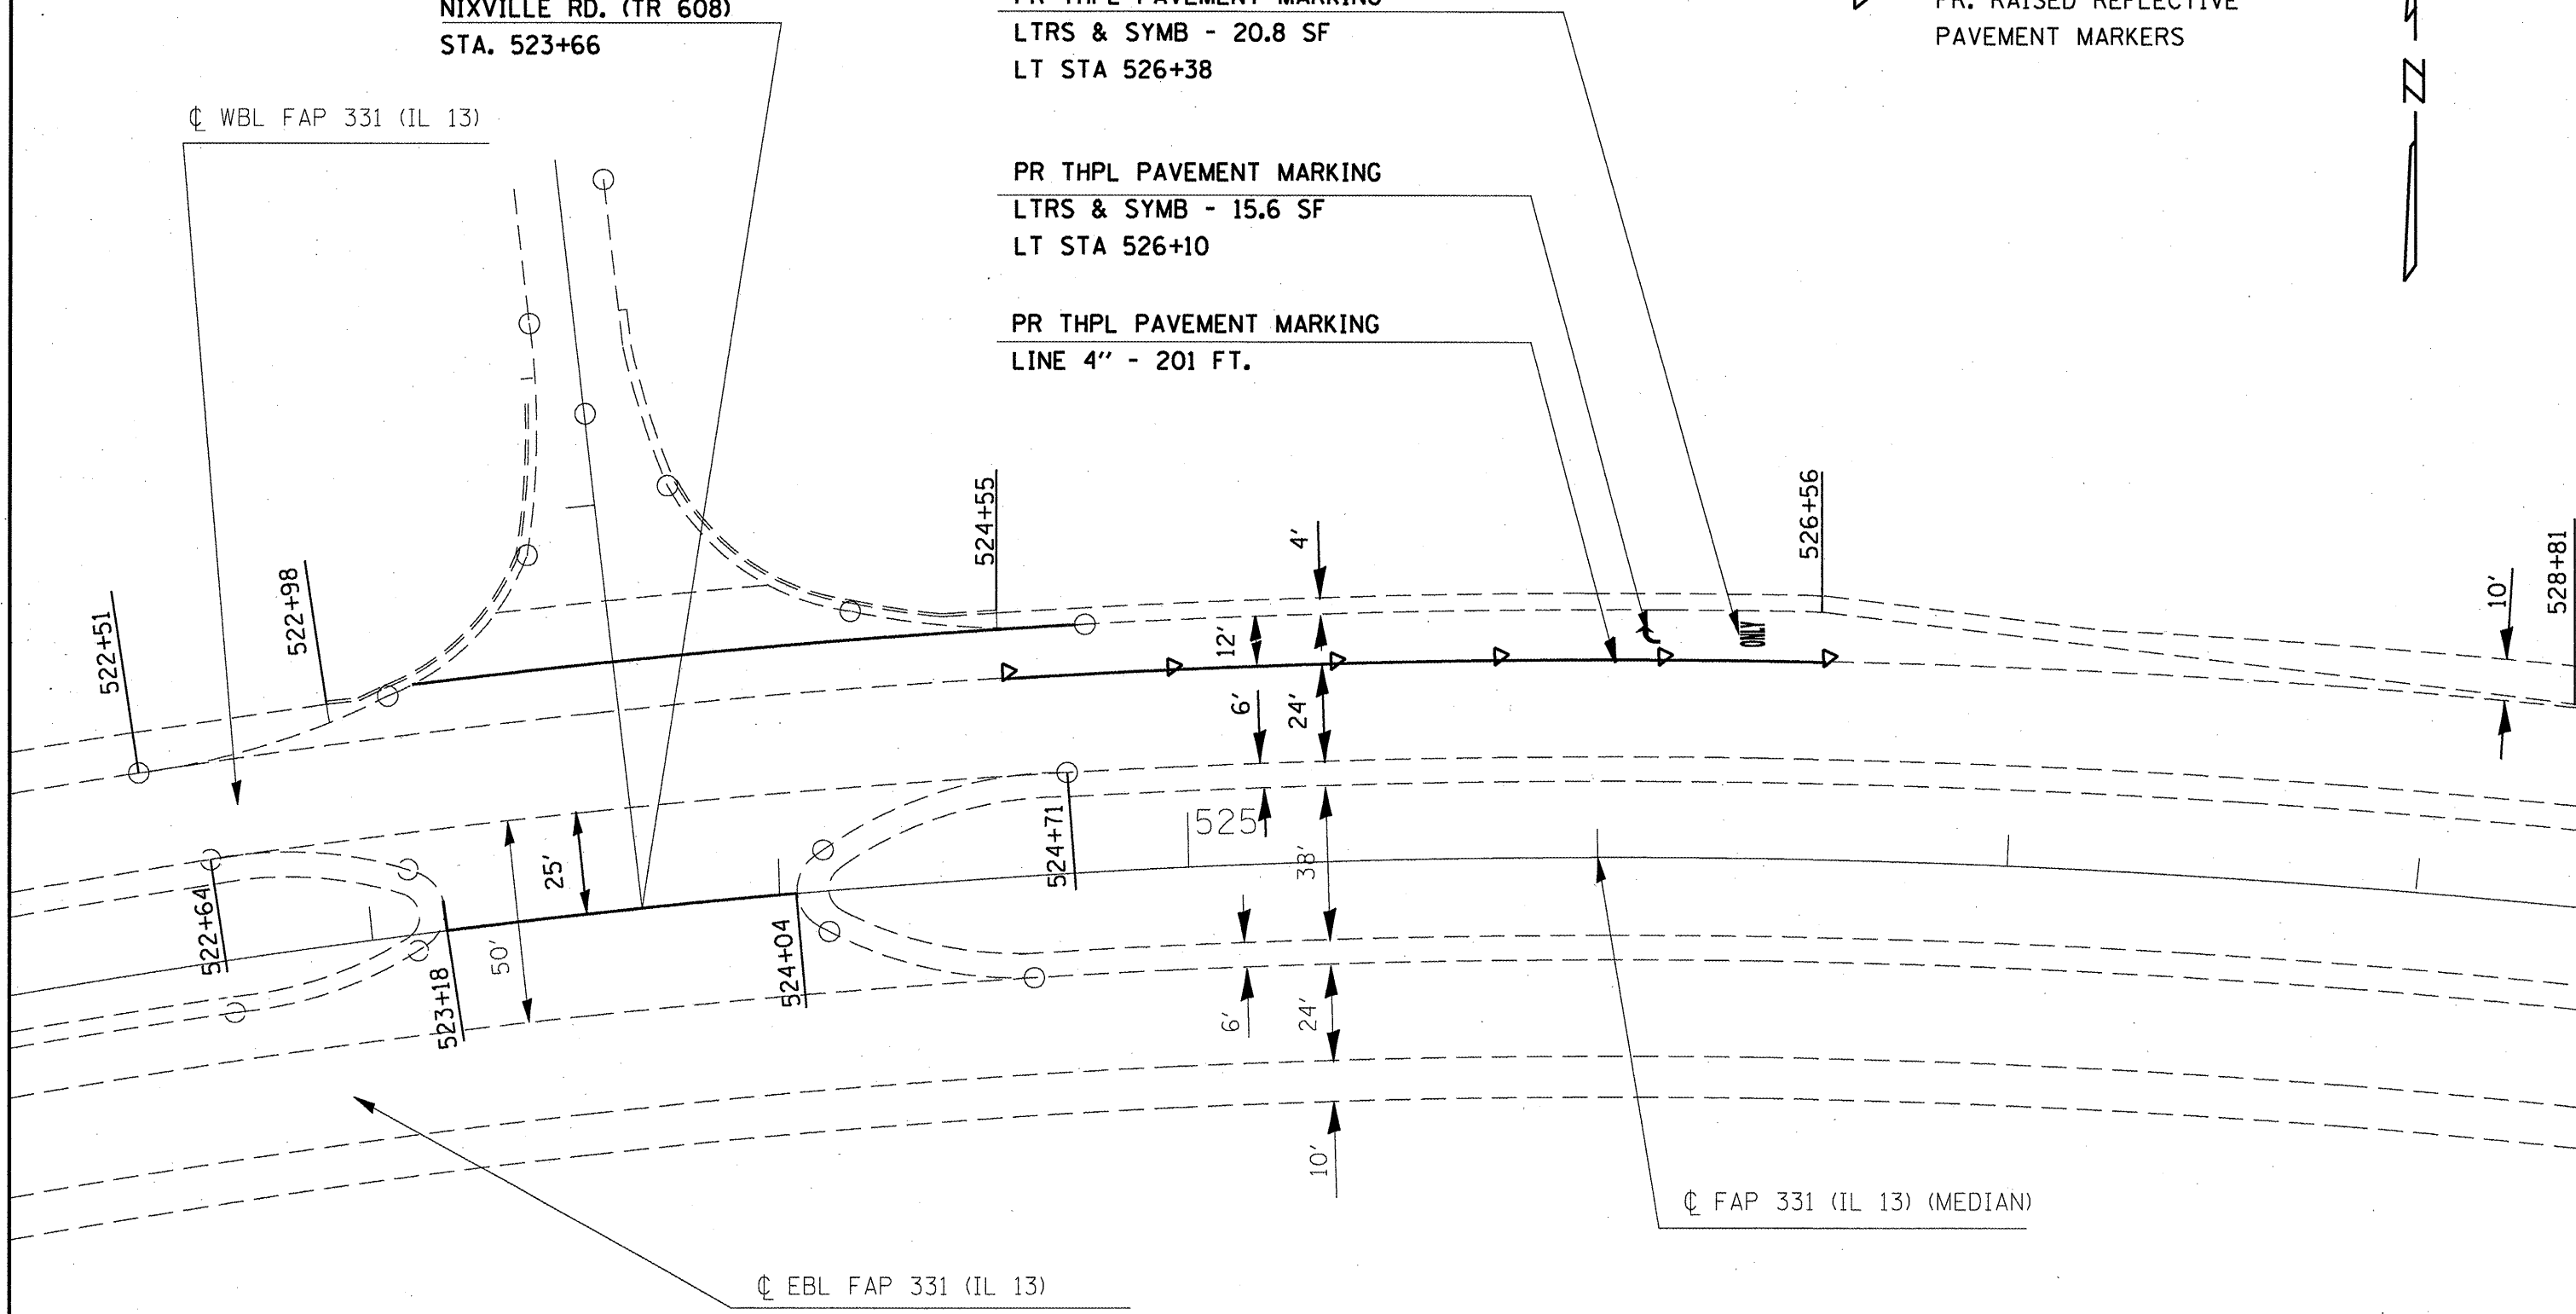 NIXVILLE RD. (TR 608)
STA. 523+66
PR THPL PAVEMENT MARKING
LTRS & SYMB - 20.8 SF
LT STA 526+38
PR. RAISED REFLECTIVE
PAVEMENT MARKERS
N
℄ WBL FAP 331 (IL 13)
PR THPL PAVEMENT MARKING
LTRS & SYMB - 15.6 SF
LT STA 526+10
PR THPL PAVEMENT MARKING
LINE 4" - 201 FT.
522+51
522+98
524+55
4'
526+56
528+81
10'
12'
ONLY
6'
24'
525
38'
524+71
25'
50'
522+64
523+18
524+04
6'
24'
10'
℄ FAP 331 (IL 13) (MEDIAN)
℄ EBL FAP 331 (IL 13)